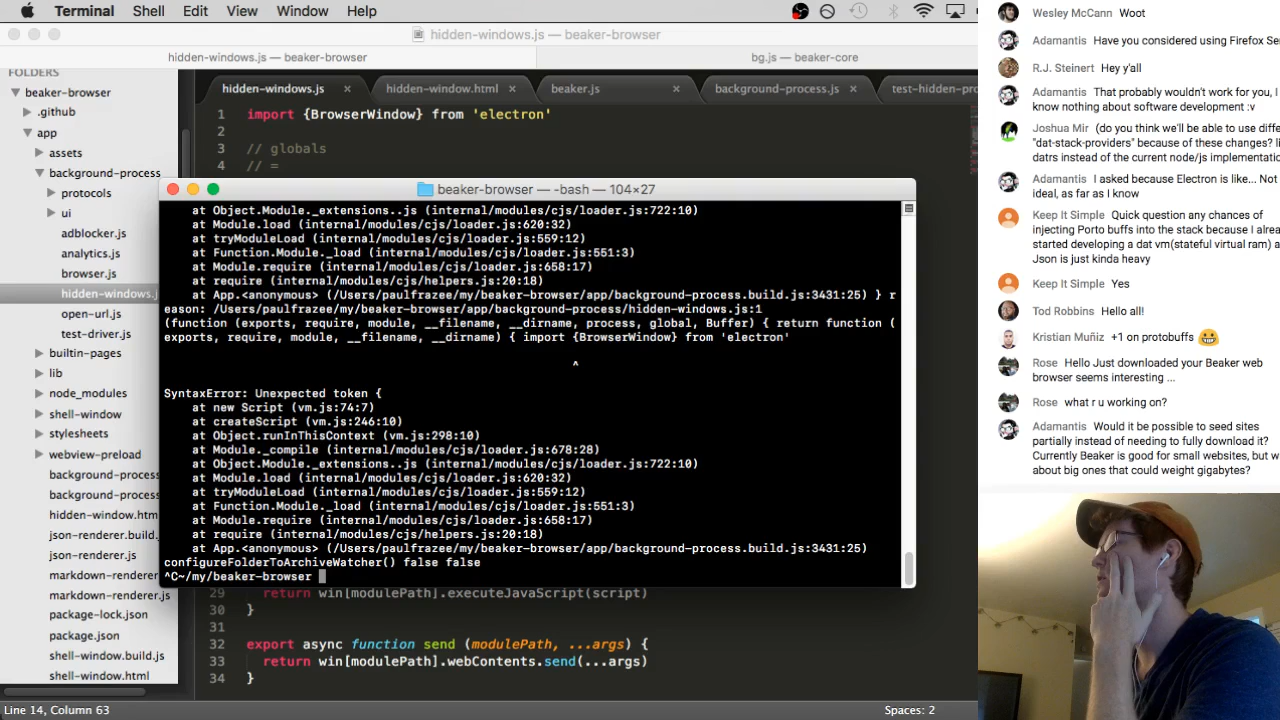 Terminal Shell Edit View Window Help
hidden-windows.js — beaker-browser
hidden-windows.js — beaker-browser
bg.js — beaker-core
FOLDERS
beaker-browser
.github
app
assets
background-process
protocols
ui
adblocker.js
analytics.js
browser.js
hidden-windows.j
open-url.js
test-driver.js
builtin-pages
lib
node_modules
shell-window
stylesheets
webview-preload
background-process
background-process
hidden-window.htm
json-renderer.build.j
json-renderer.js
markdown-renderer
markdown-renderer.
package-lock.json
package.json
shell-window.build.js
shell-window.html
hidden-windows.js × hidden-window.html × beaker.js × background-process.js × test-hidden-pro
1 import {BrowserWindow} from 'electron'
2
3 // globals
4 // =
beaker-browser — -bash — 104×27
at Object.Module._extensions..js (internal/modules/cjs/loader.js:722:10)
at Module.load (internal/modules/cjs/loader.js:620:32)
at tryModuleLoad (internal/modules/cjs/loader.js:559:12)
at Function.Module._load (internal/modules/cjs/loader.js:551:3)
at Module.require (internal/modules/cjs/loader.js:658:17)
at require (internal/modules/cjs/helpers.js:20:18)
at App.<anonymous> (/Users/paulfrazee/my/beaker-browser/app/background-process.build.js:3431:25) } r
eason: /Users/paulfrazee/my/beaker-browser/app/background-process/hidden-windows.js:1
(function (exports, require, module, __filename, __dirname, process, global, Buffer) { return function (
exports, require, module, __filename, __dirname) { import {BrowserWindow} from 'electron'
^
SyntaxError: Unexpected token {
at new Script (vm.js:74:7)
at createScript (vm.js:246:10)
at Object.runInThisContext (vm.js:298:10)
at Module._compile (internal/modules/cjs/loader.js:678:28)
at Object.Module._extensions..js (internal/modules/cjs/loader.js:722:10)
at Module.load (internal/modules/cjs/loader.js:620:32)
at tryModuleLoad (internal/modules/cjs/loader.js:559:12)
at Function.Module._load (internal/modules/cjs/loader.js:551:3)
at Module.require (internal/modules/cjs/loader.js:658:17)
at require (internal/modules/cjs/helpers.js:20:18)
at App.<anonymous> (/Users/paulfrazee/my/beaker-browser/app/background-process.build.js:3431:25)
configureFolderToArchiveWatcher() false false
^C~/my/beaker-browser
29 return win[modulePath].executeJavaScript(script)
30 }
31
32 export async function send (modulePath, ...args) {
33 return win[modulePath].webContents.send(...args)
34 }
Line 14, Column 63
Spaces: 2
Wesley McCann Woot
Adamantis Have you considered using Firefox Se
R.J. Steinert Hey y'all
Adamantis That probably wouldn't work for you, I
know nothing about software development :v
Joshua Mir (do you think we'll be able to use diffe
"dat-stack-providers" because of these changes? li
datrs instead of the current node/js implementatio
Adamantis I asked because Electron is like... Not
ideal, as far as I know
Keep It Simple Quick question any chances of
injecting Porto buffs into the stack because I alrea
started developing a dat vm(stateful virtual ram) a
Json is just kinda heavy
Keep It Simple Yes
Tod Robbins Hello all!
Kristian Muñiz +1 on protobuffs
Rose Hello Just downloaded your Beaker web
browser seems interesting ...
Rose what r u working on?
Adamantis Would it be possible to seed sites
partially instead of needing to fully download it?
Currently Beaker is good for small websites, but w
about big ones that could weight gigabytes?